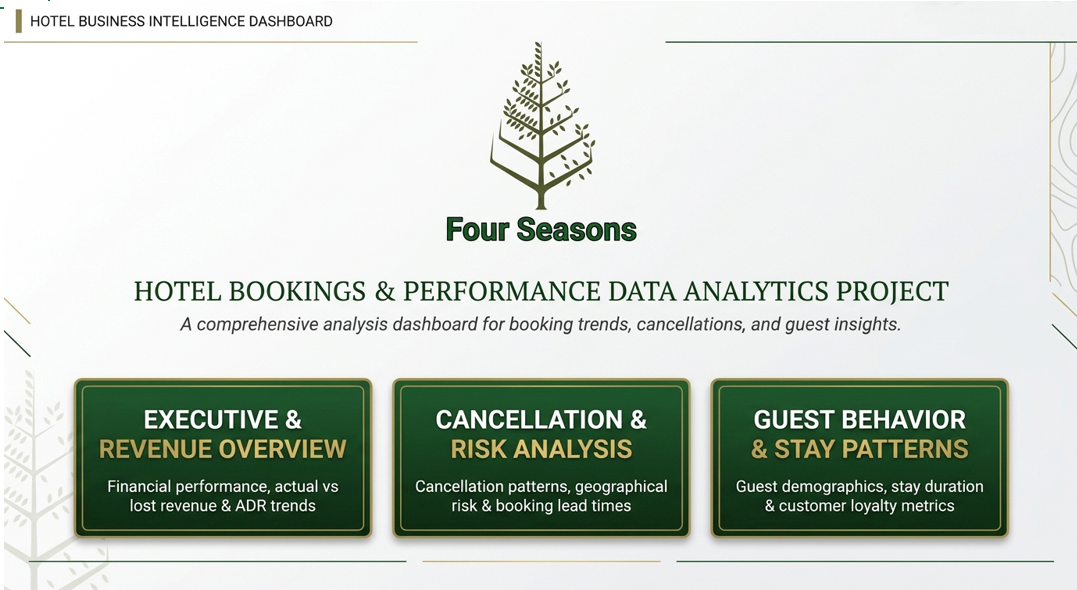 HOTEL BUSINESS INTELLIGENCE DASHBOARD
Four Seasons
HOTEL BOOKINGS & PERFORMANCE DATA ANALYTICS PROJECT
A comprehensive analysis dashboard for booking trends, cancellations, and guest insights.
EXECUTIVE &
REVENUE OVERVIEW
Financial performance, actual vs
lost revenue & ADR trends
CANCELLATION &
RISK ANALYSIS
Cancellation patterns, geographical
risk & booking lead times
GUEST BEHAVIOR
& STAY PATTERNS
Guest demographics, stay duration
& customer loyalty metrics